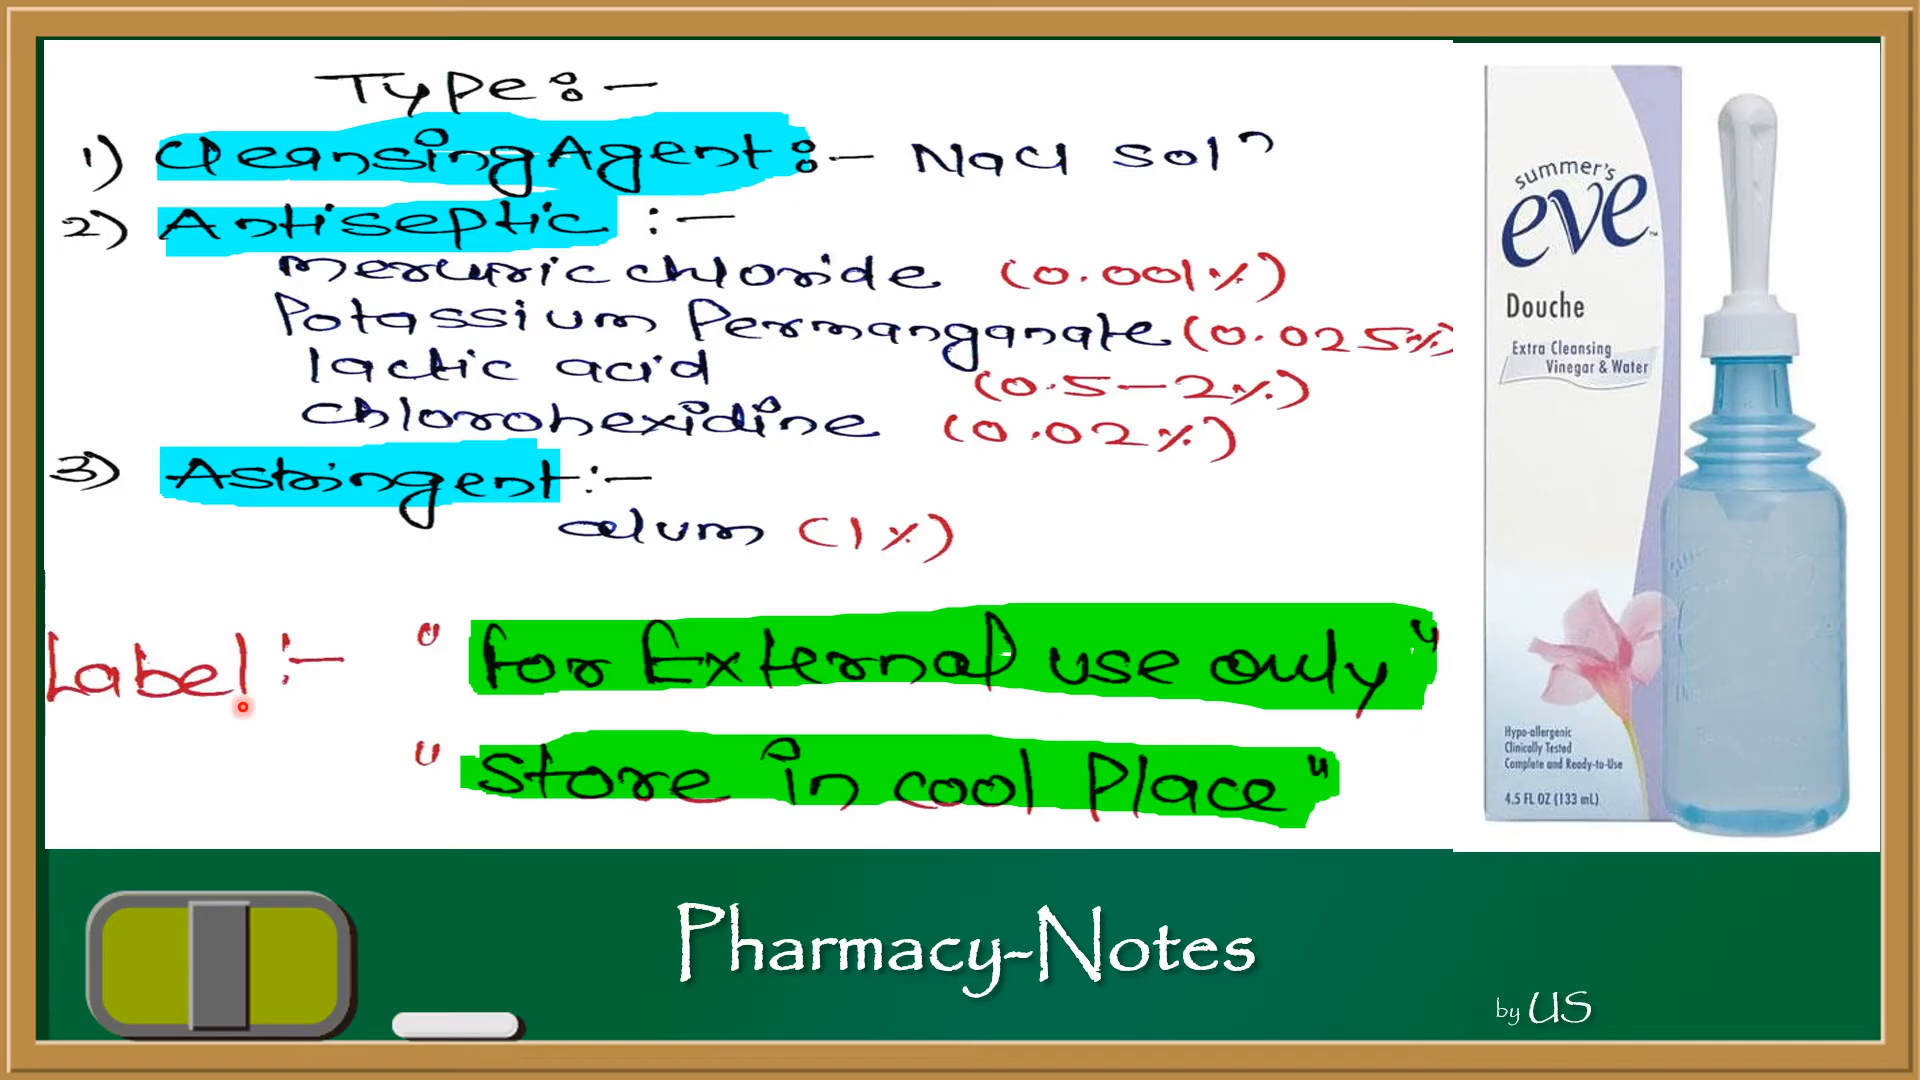 Type :-
1) Cleansing Agent :- NaCl Sol?
2) Antiseptic :-
mercuric chloride (0.001%)
Potassium Permanganate (0.025%)
lactic acid (0.5-2%)
chlorohexidine (0.02%)
3) Astringent :-
alum (1%)
Label :- "for External use only"
"Store in cool Place"
summer's
eve™
Douche
Extra Cleansing
Vinegar & Water
Hypo-allergenic
Clinically Tested
Complete and Ready-to-Use
4.5 FL OZ (133 mL)
Pharmacy-Notes
by US